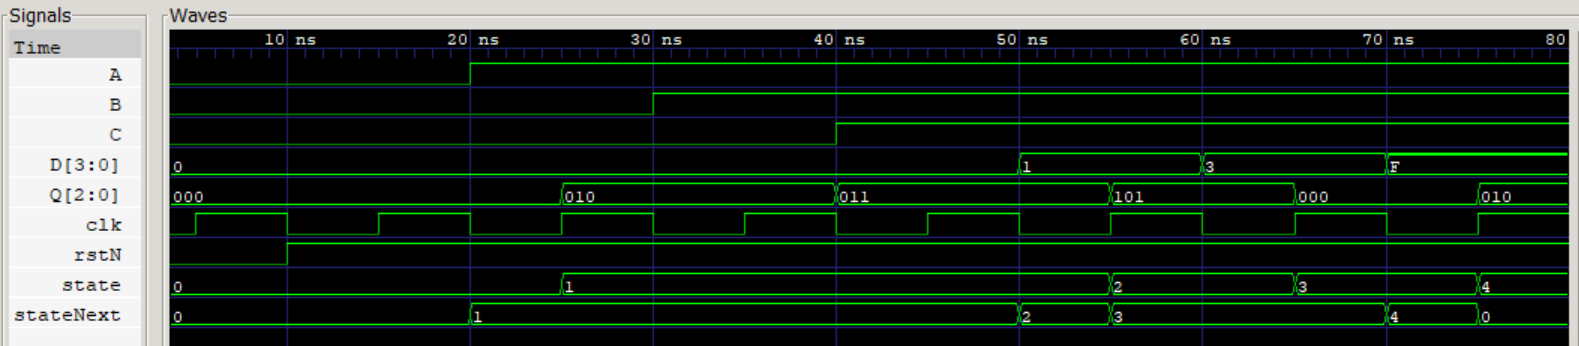 Signals Waves
Time 10 ns 20 ns 30 ns 40 ns 50 ns 60 ns 70 ns 80
A
B
C
D[3:0] 0 1 3 F
Q[2:0] 000 010 011 101 000 010
clk
rstN
state 0 1 2 3 4
stateNext 0 1 2 3 4 0